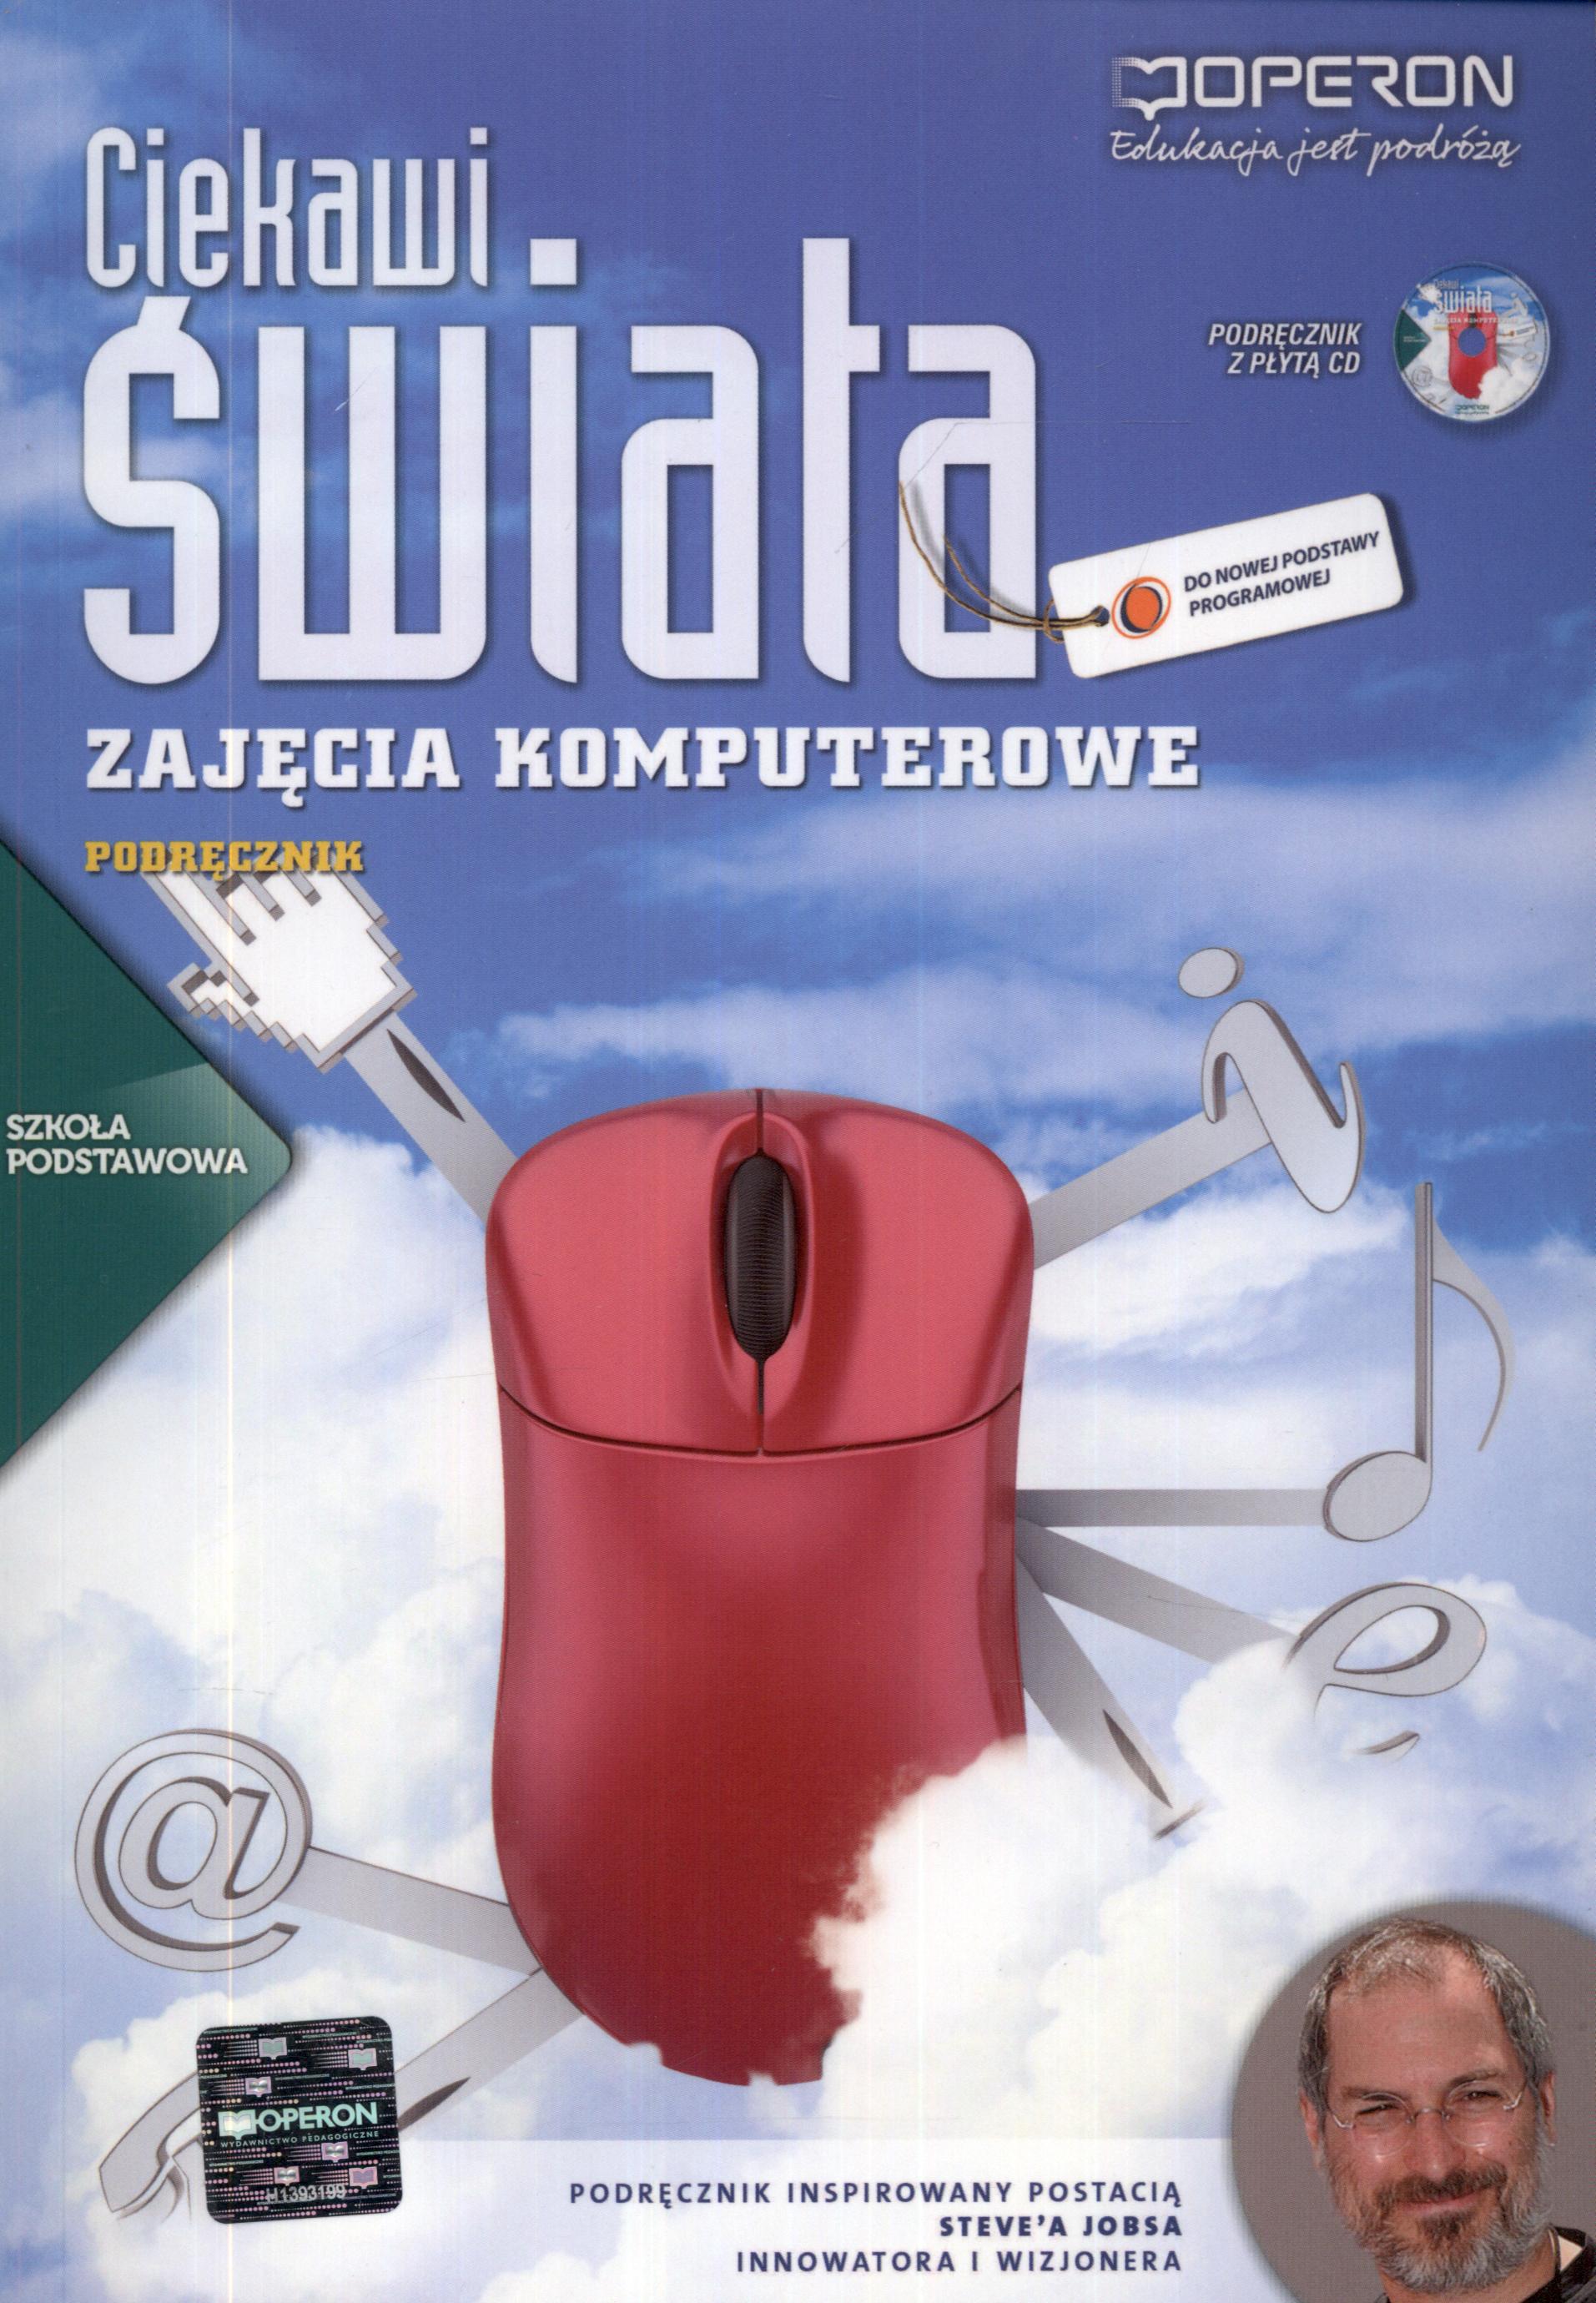 OPERON
Edukacja jest podróżą
Ciekawi
świata
PODRĘCZNIK
Z PŁYTĄ CD
DO NOWEJ PODSTAWY
PROGRAMOWEJ
ZAJĘCIA KOMPUTEROWE
PODRĘCZNIK
SZKOŁA
PODSTAWOWA
i
e
@
OPERON
WYDAWNICTWO PEDAGOGICZNE
H1393199
PODRĘCZNIK INSPIROWANY POSTACIĄ
STEVE'A JOBSA
INNOWATORA I WIZJONERA